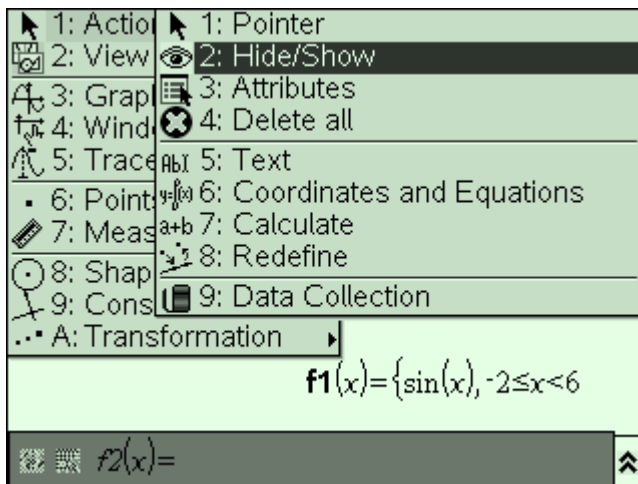 1: Actio
2: View
3: Grap
4: Wind
5: Trace
6: Point
7: Meas
8: Shap
9: Cons
A: Transformation
1: Pointer
2: Hide/Show
3: Attributes
4: Delete all
5: Text
6: Coordinates and Equations
7: Calculate
8: Redefine
9: Data Collection
f1(x)={sin(x), -2≤x<6
f2(x)=